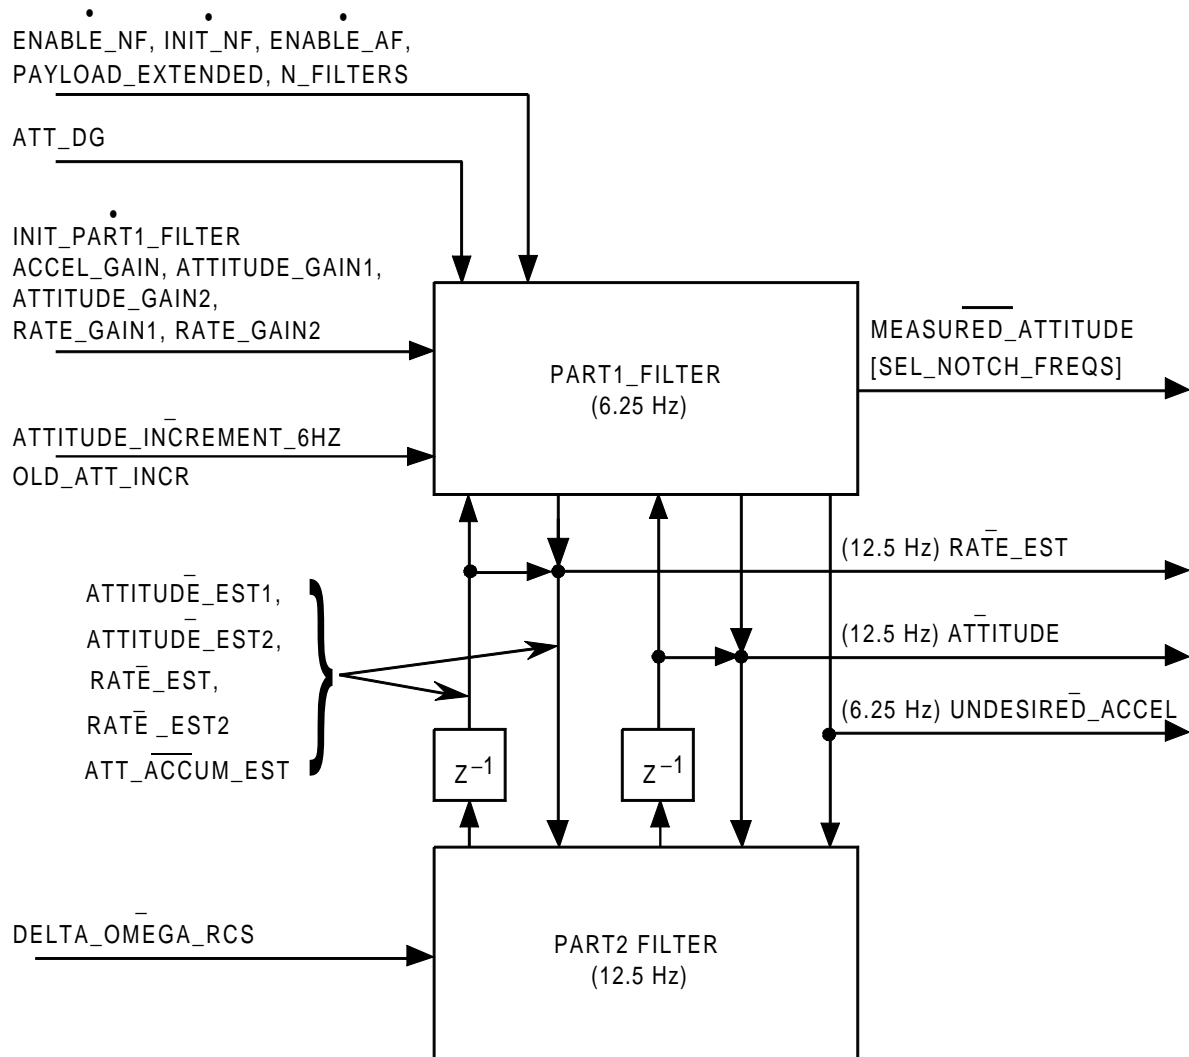 ENABLE_NF, INIT_NF, ENABLE_AF,
PAYLOAD_EXTENDED, N_FILTERS
ATT_DG
INIT_PART1_FILTER
ACCEL_GAIN, ATTITUDE_GAIN1,
ATTITUDE_GAIN2,
RATE_GAIN1, RATE_GAIN2
ATTITUDE_INCREMENT_6HZ
OLD_ATT_INCR
PART1_FILTER
(6.25 Hz)
MEASURED_ATTITUDE
[SEL_NOTCH_FREQS]
(12.5 Hz) RATE_EST
(12.5 Hz) ATTITUDE
(6.25 Hz) UNDESIRED_ACCEL
ATTITUDE_EST1,
ATTITUDE_EST2,
RATE_EST,
RATE _EST2
ATT_ACCUM_EST
z⁻¹
z⁻¹
DELTA_OMEGA_RCS
PART2 FILTER
(12.5 Hz)